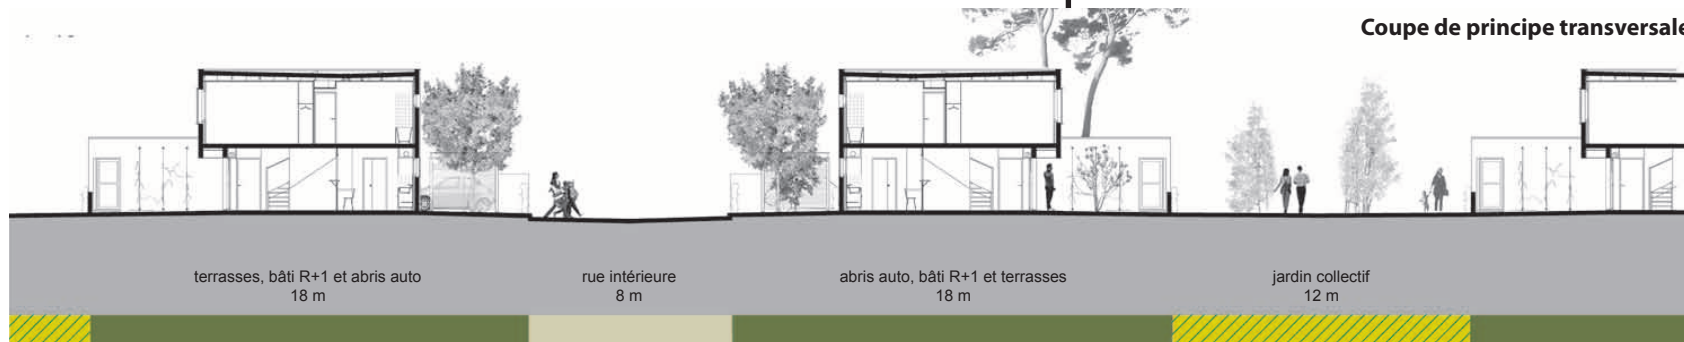 Coupe de principe transversale
terrasses, bâti R+1 et abris auto
18 m
rue intérieure
8 m
abris auto, bâti R+1 et terrasses
18 m
jardin collectif
12 m